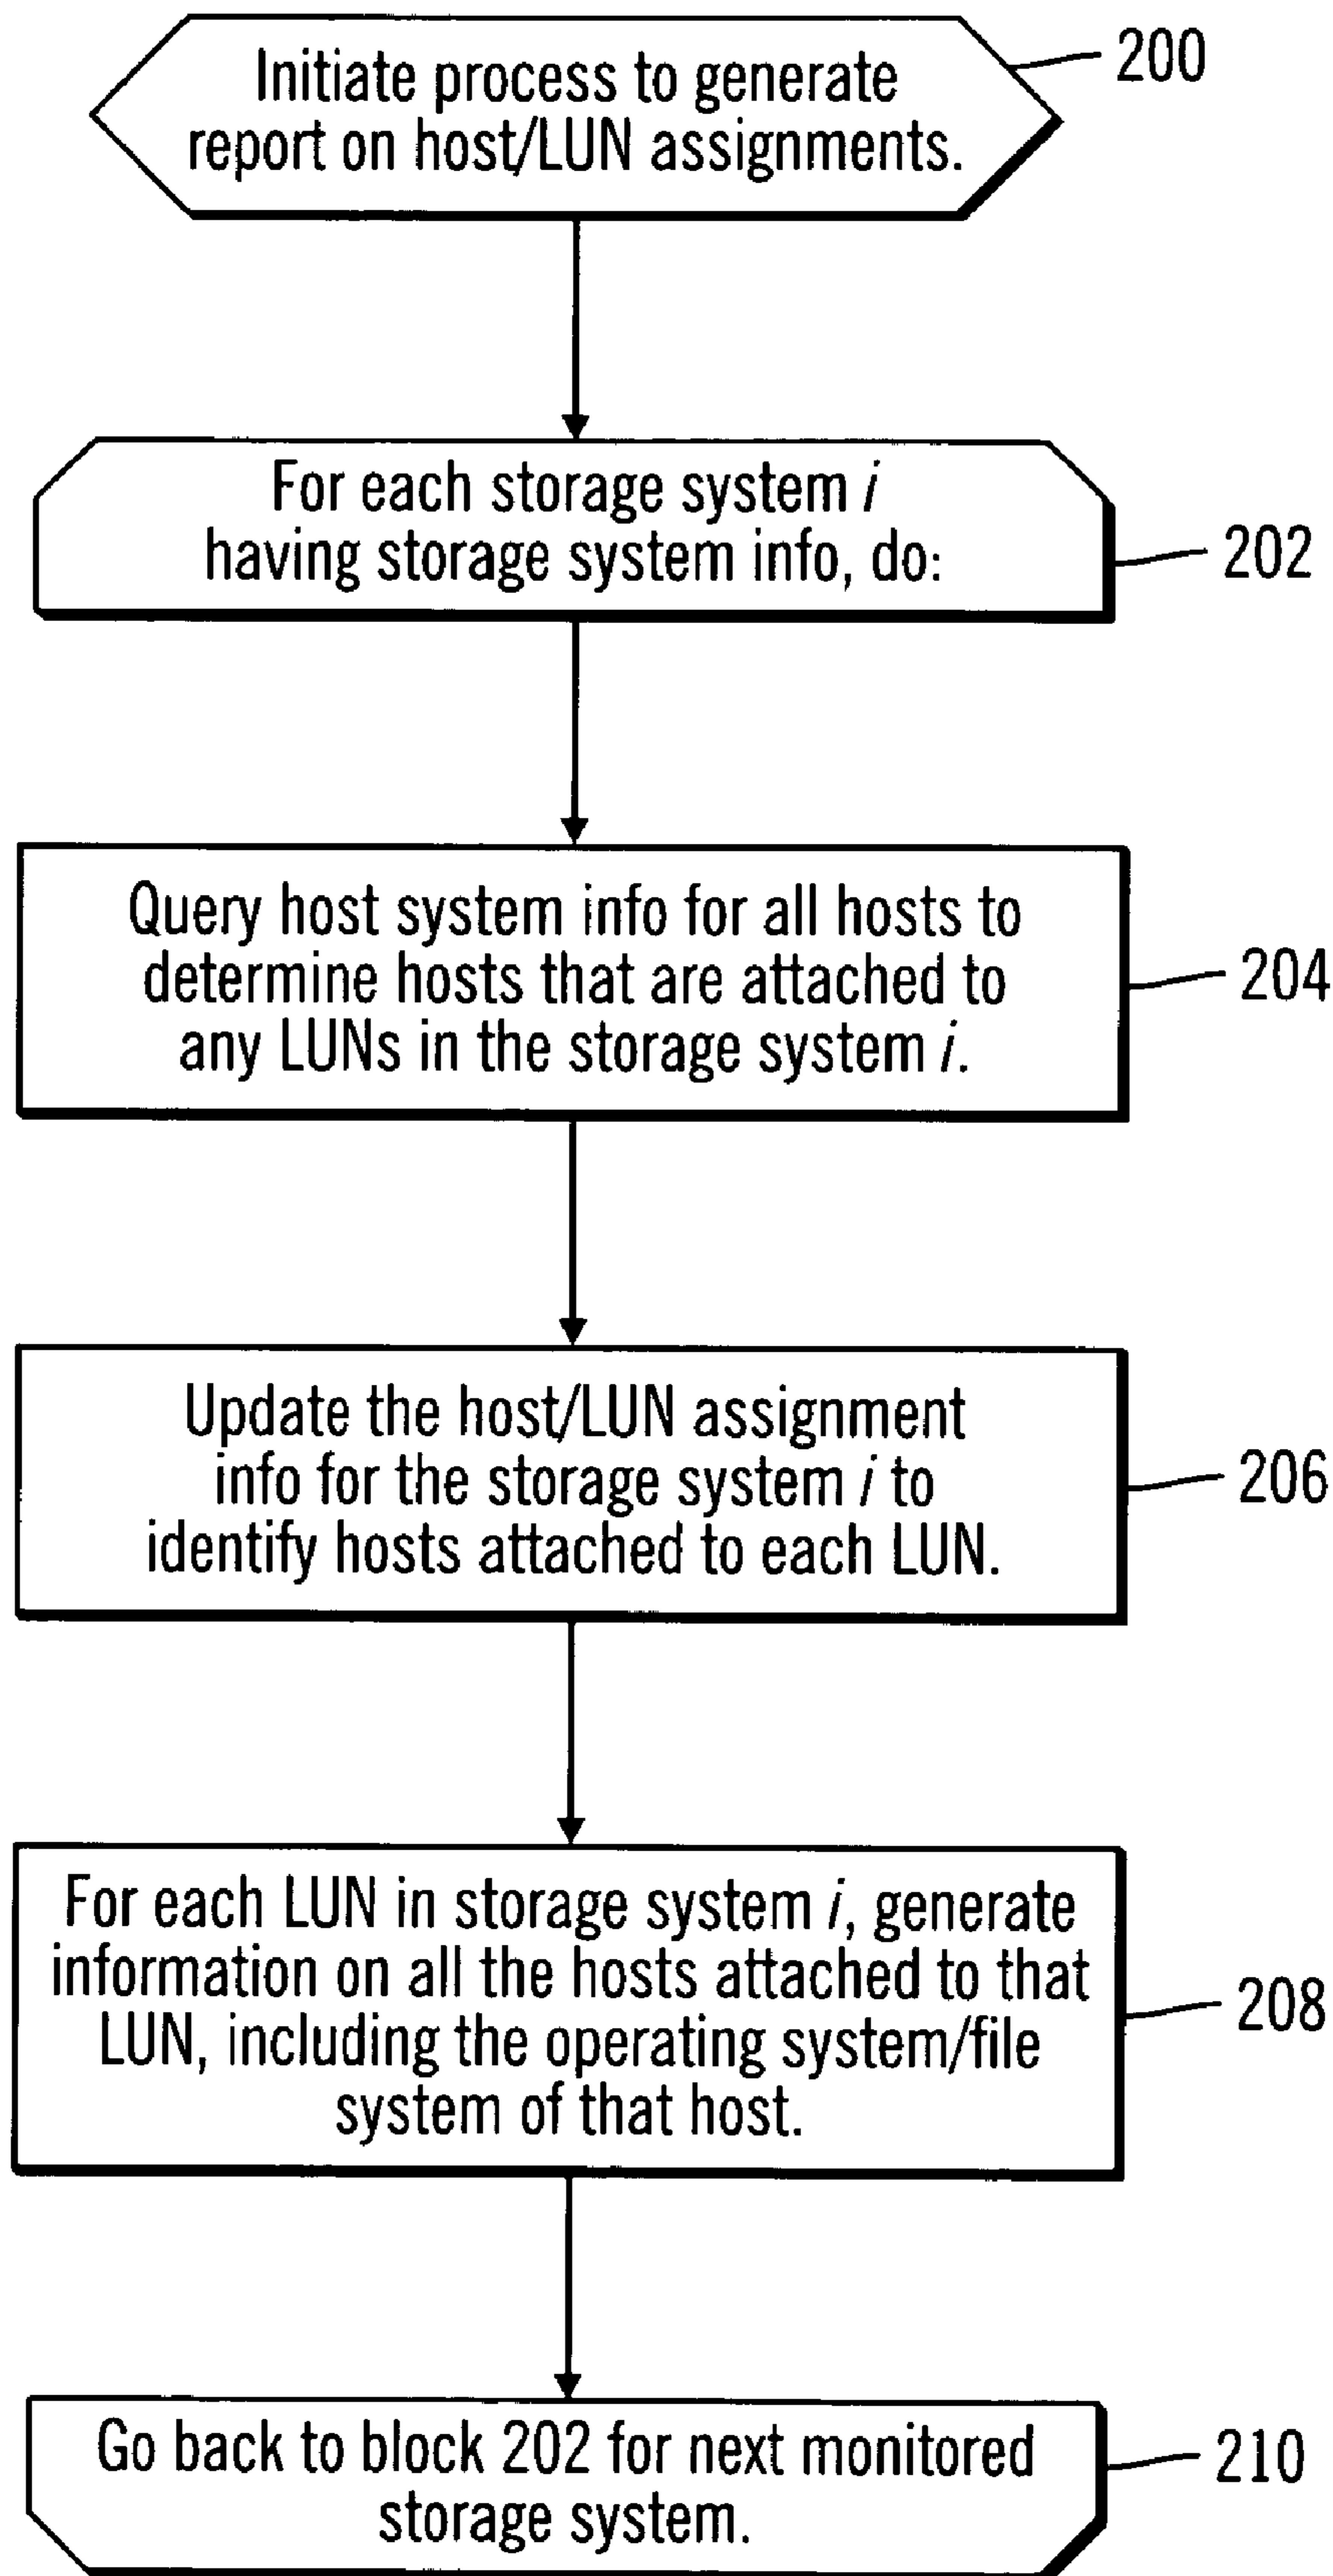 Initiate process to generate
report on host/LUN assignments.
200
For each storage system i
having storage system info, do:
202
Query host system info for all hosts to
determine hosts that are attached to
any LUNs in the storage system i.
204
Update the host/LUN assignment
info for the storage system i to
identify hosts attached to each LUN.
206
For each LUN in storage system i, generate
information on all the hosts attached to that
LUN, including the operating system/file
system of that host.
208
Go back to block 202 for next monitored
storage system.
210